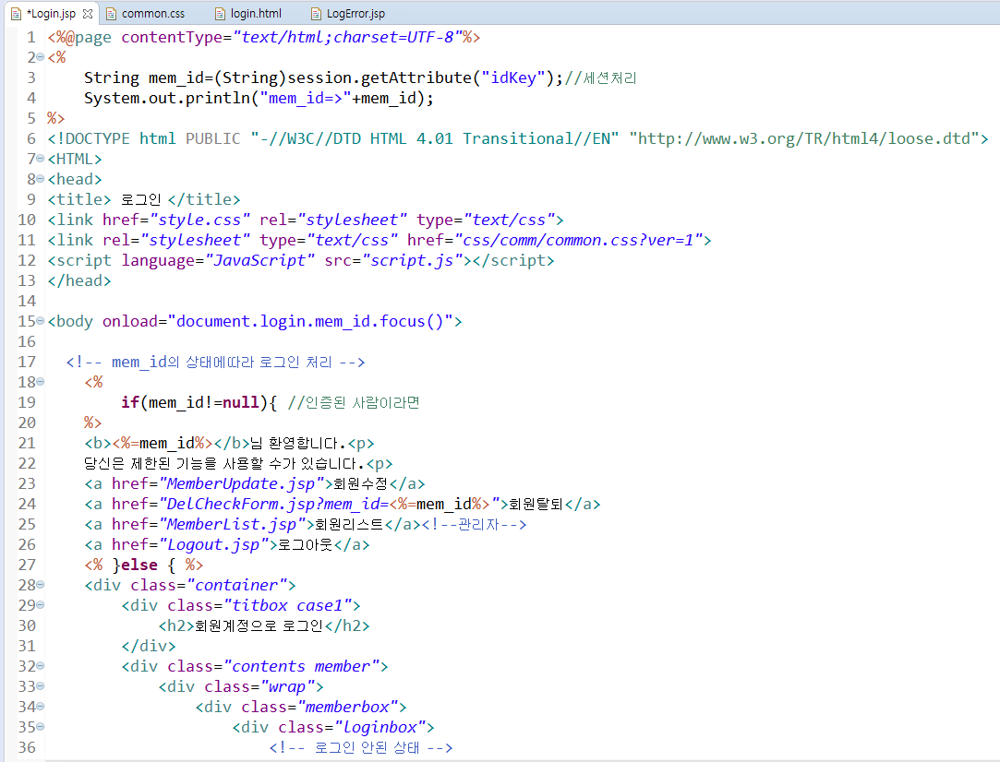 *Login.jsp common.css login.html LogError.jsp
1 <%@page contentType="text/html;charset=UTF-8"%>
2 <%
3 String mem_id=(String)session.getAttribute("idKey");//세션처리
4 System.out.println("mem_id=>"+mem_id);
5 %>
6 <!DOCTYPE html PUBLIC "-//W3C//DTD HTML 4.01 Transitional//EN" "http://www.w3.org/TR/html4/loose.dtd">
7 <HTML>
8 <head>
9 <title> 로그인 </title>
10 <link href="style.css" rel="stylesheet" type="text/css">
11 <link rel="stylesheet" type="text/css" href="css/comm/common.css?ver=1">
12 <script language="JavaScript" src="script.js"></script>
13 </head>
14
15 <body onload="document.login.mem_id.focus()">
16
17 <!-- mem_id의 상태에따라 로그인 처리 -->
18 <%
19 if(mem_id!=null){ //인증된 사람이라면
20 %>
21 <b><%=mem_id%></b>님 환영합니다.<p>
22 당신은 제한된 기능을 사용할 수가 있습니다.<p>
23 <a href="MemberUpdate.jsp">회원수정</a>
24 <a href="DelCheckForm.jsp?mem_id=<%=mem_id%>">회원탈퇴</a>
25 <a href="MemberList.jsp">회원리스트</a><!--관리자-->
26 <a href="Logout.jsp">로그아웃</a>
27 <% }else { %>
28 <div class="container">
29 <div class="titbox case1">
30 <h2>회원계정으로 로그인</h2>
31 </div>
32 <div class="contents member">
33 <div class="wrap">
34 <div class="memberbox">
35 <div class="loginbox">
36 <!-- 로그인 안된 상태 -->